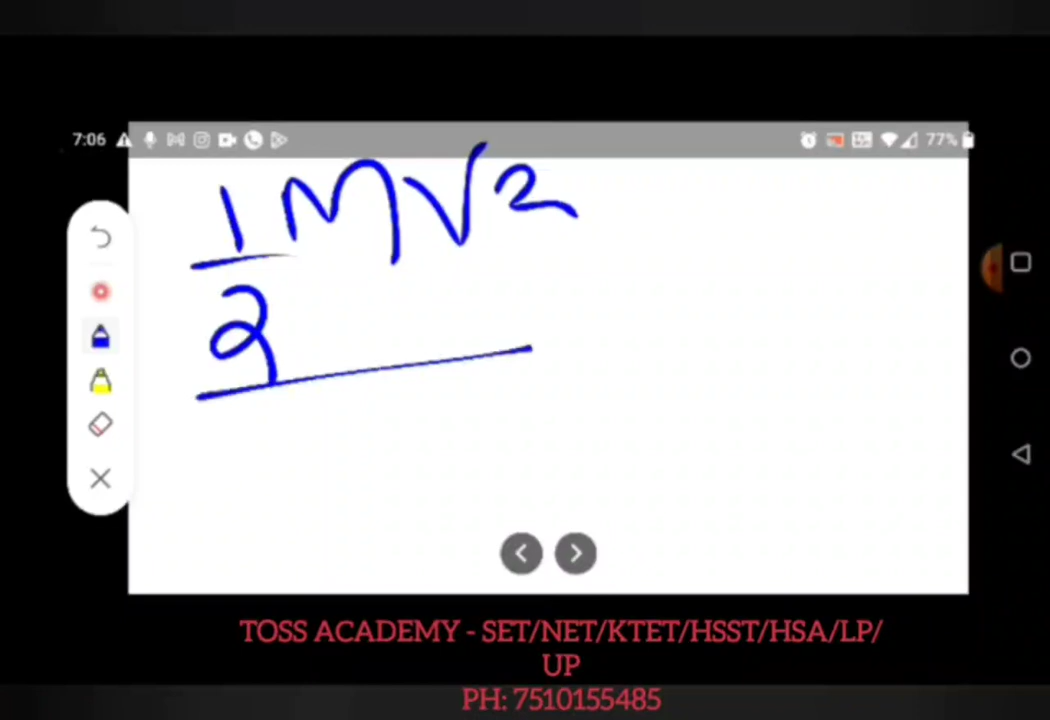 7:06 77%
1 MV2
2
TOSS ACADEMY - SET/NET/KTET/HSST/HSA/LP/
UP
PH: 7510155485